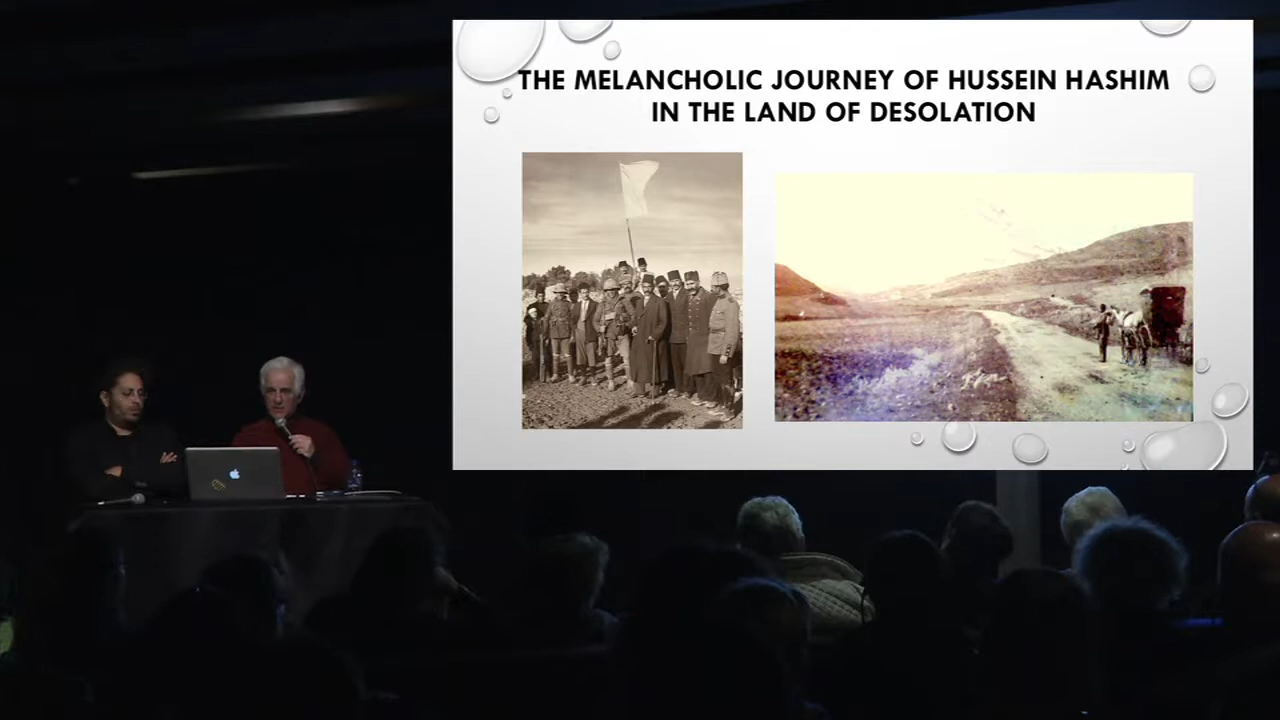 THE MELANCHOLIC JOURNEY OF HUSSEIN HASHIM
IN THE LAND OF DESOLATION